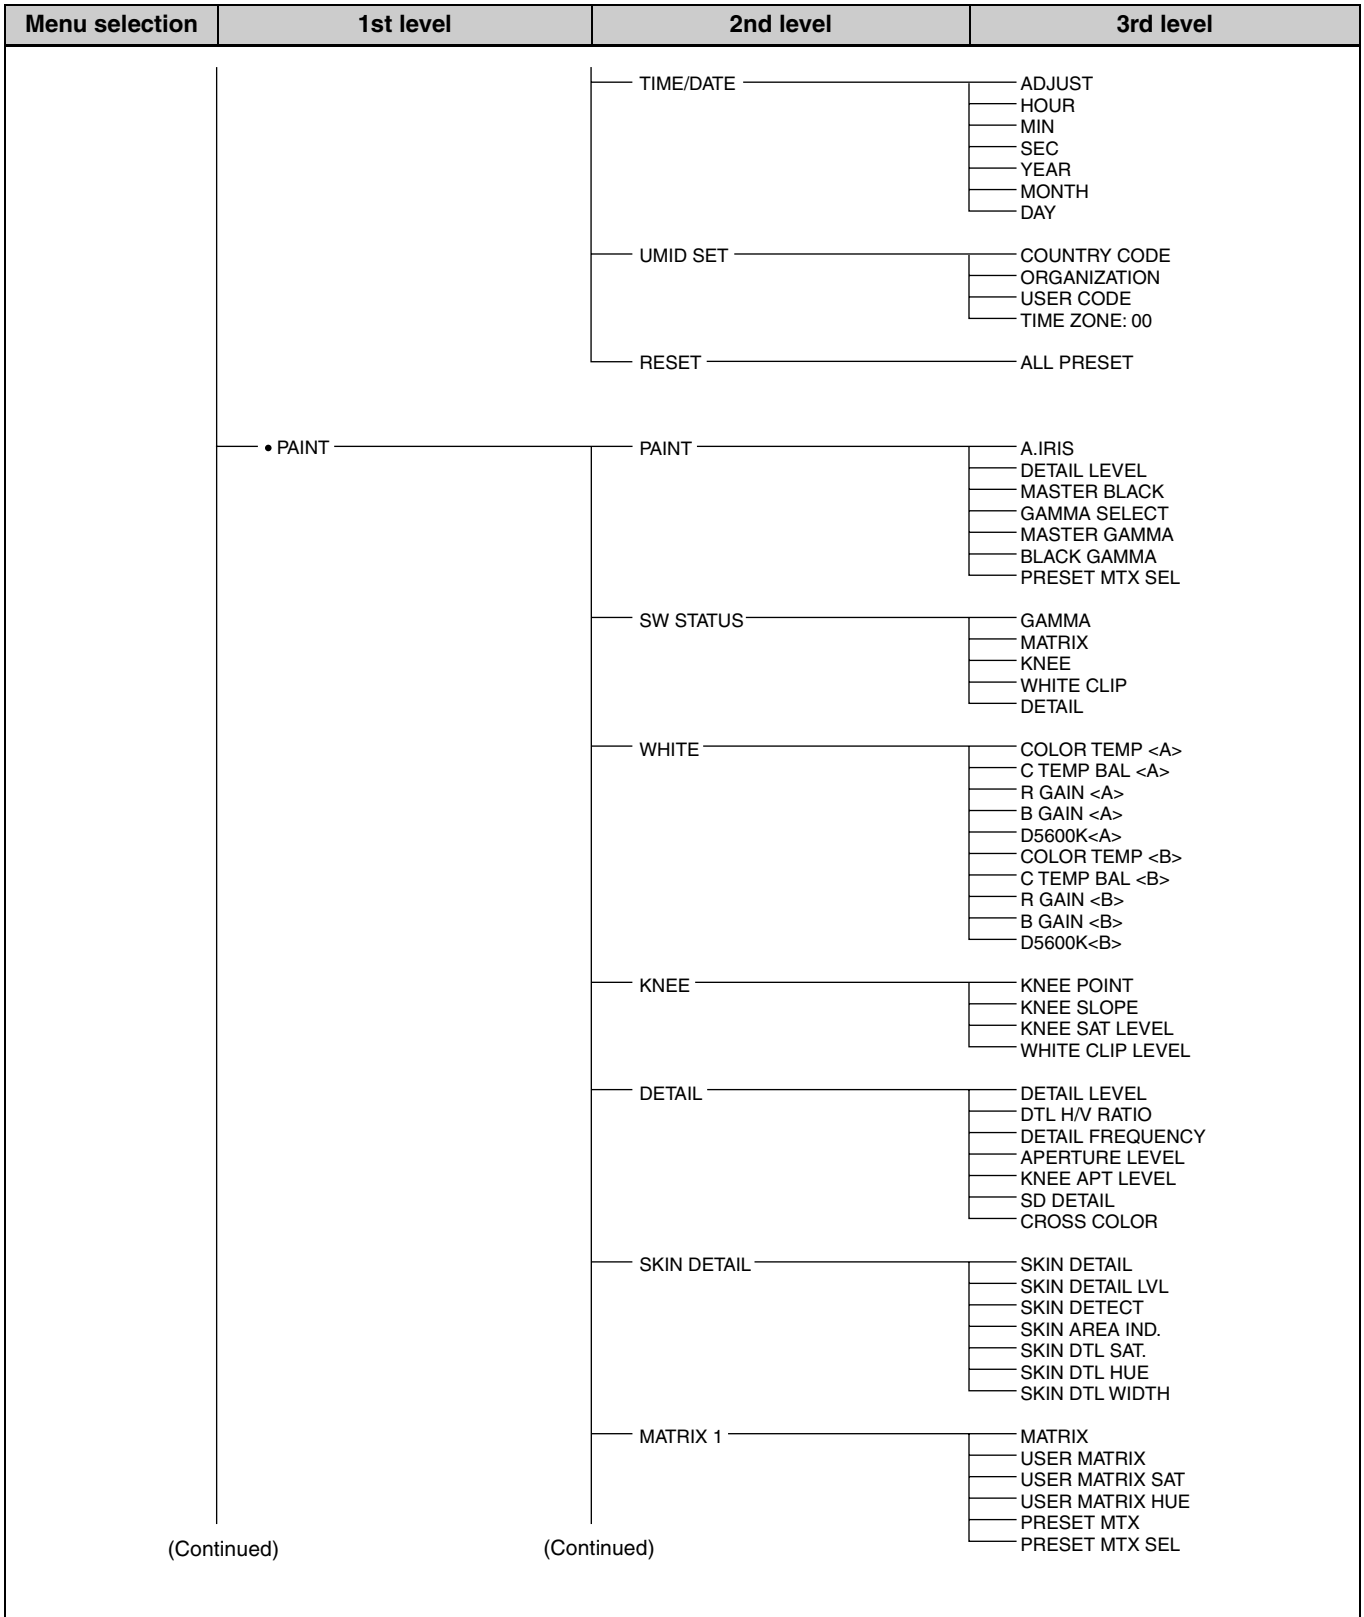 Menu selection 1st level 2nd level 3rd level
TIME/DATE ADJUST
HOUR
MIN
SEC
YEAR
MONTH
DAY
UMID SET COUNTRY CODE
ORGANIZATION
USER CODE
TIME ZONE: 00
RESET ALL PRESET
• PAINT PAINT A.IRIS
DETAIL LEVEL
MASTER BLACK
GAMMA SELECT
MASTER GAMMA
BLACK GAMMA
PRESET MTX SEL
SW STATUS GAMMA
MATRIX
KNEE
WHITE CLIP
DETAIL
WHITE COLOR TEMP <A>
C TEMP BAL <A>
R GAIN <A>
B GAIN <A>
D5600K<A>
COLOR TEMP <B>
C TEMP BAL <B>
R GAIN <B>
B GAIN <B>
D5600K<B>
KNEE KNEE POINT
KNEE SLOPE
KNEE SAT LEVEL
WHITE CLIP LEVEL
DETAIL DETAIL LEVEL
DTL H/V RATIO
DETAIL FREQUENCY
APERTURE LEVEL
KNEE APT LEVEL
SD DETAIL
CROSS COLOR
SKIN DETAIL SKIN DETAIL
SKIN DETAIL LVL
SKIN DETECT
SKIN AREA IND.
SKIN DTL SAT.
SKIN DTL HUE
SKIN DTL WIDTH
MATRIX 1 MATRIX
USER MATRIX
USER MATRIX SAT
USER MATRIX HUE
PRESET MTX
PRESET MTX SEL
(Continued) (Continued)